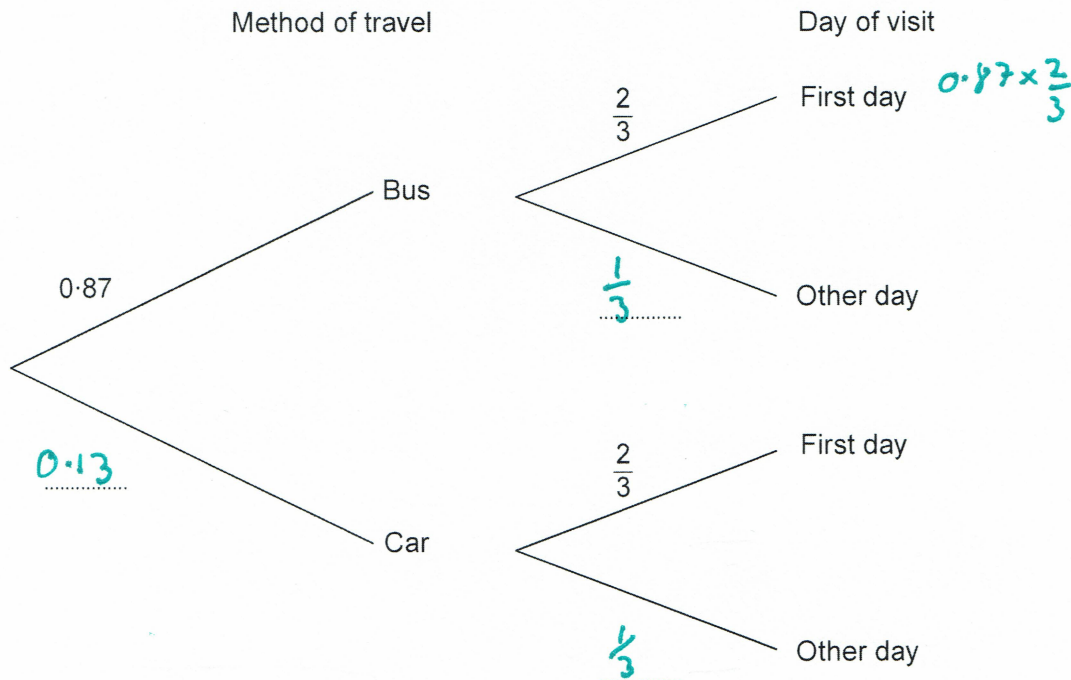 Method of travel Day of visit
First day 0·87 × 2/3
2/3
Bus
0·87
1/3
Other day
0·13
First day
2/3
Car
1/3
Other day